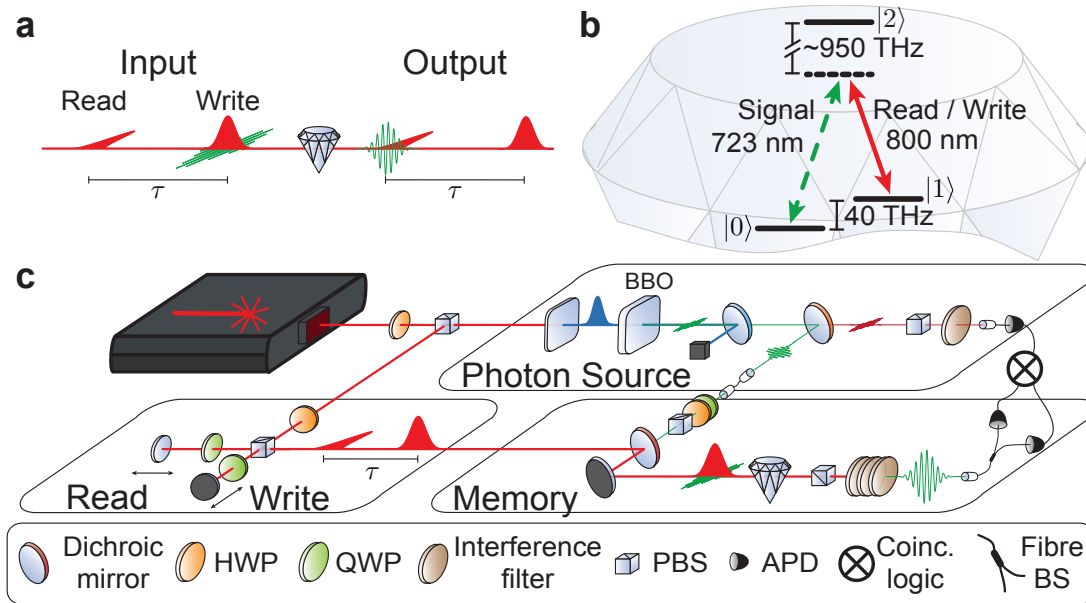 a
Input
Output
Read
Write
τ
τ
b
|2⟩
~950 THz
Signal
723 nm
Read / Write
800 nm
|1⟩
40 THz
|0⟩
c
BBO
Photon Source
τ
Read
Write
Memory
Dichroic
mirror
HWP
QWP
Interference
filter
PBS
APD
Coinc.
logic
Fibre
BS